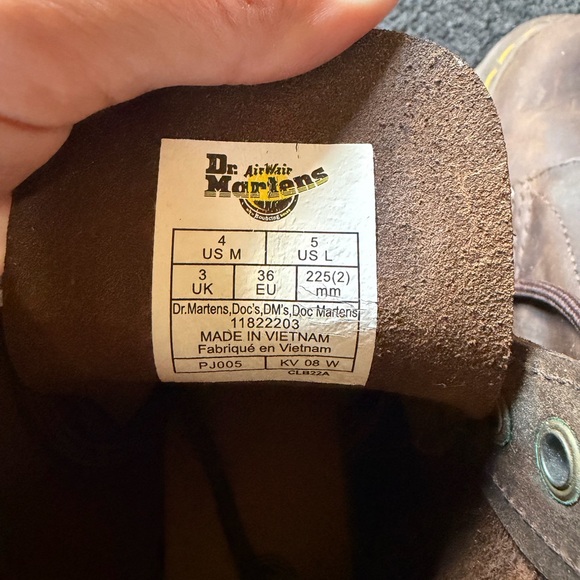 Dr. AirWair
Martens
4 5
US M US L
3 36 225(2)
UK EU mm
Dr.Martens,Doc's,DM's,Doc Martens
11822203
MADE IN VIETNAM
Fabriqué en Vietnam
PJ005 KV 08 W
CLB22A